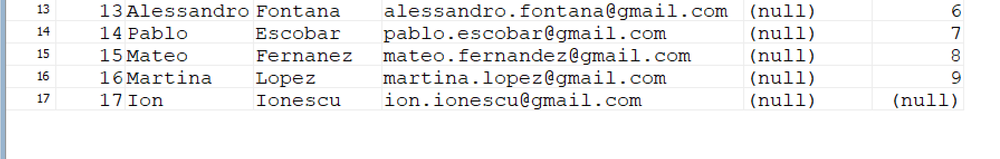 13 13 Alessandro Fontana alessandro.fontana@gmail.com (null) 6
14 14 Pablo Escobar pablo.escobar@gmail.com (null) 7
15 15 Mateo Fernanez mateo.fernandez@gmail.com (null) 8
16 16 Martina Lopez martina.lopez@gmail.com (null) 9
17 17 Ion Ionescu ion.ionescu@gmail.com (null) (null)